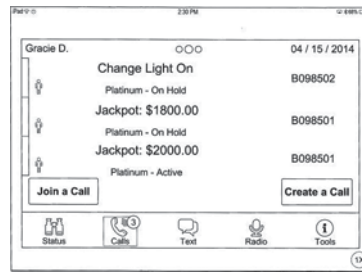 2:30 PM
Gracie D.
04 / 15 / 2014
Change Light On
B098502
Platinum - On Hold
Jackpot: $1800.00
B098501
Platinum - On Hold
Jackpot: $2000.00
B098501
Platinum - Active
Join a Call
Create a Call
3
Status
Calls
Text
Radio
Tools